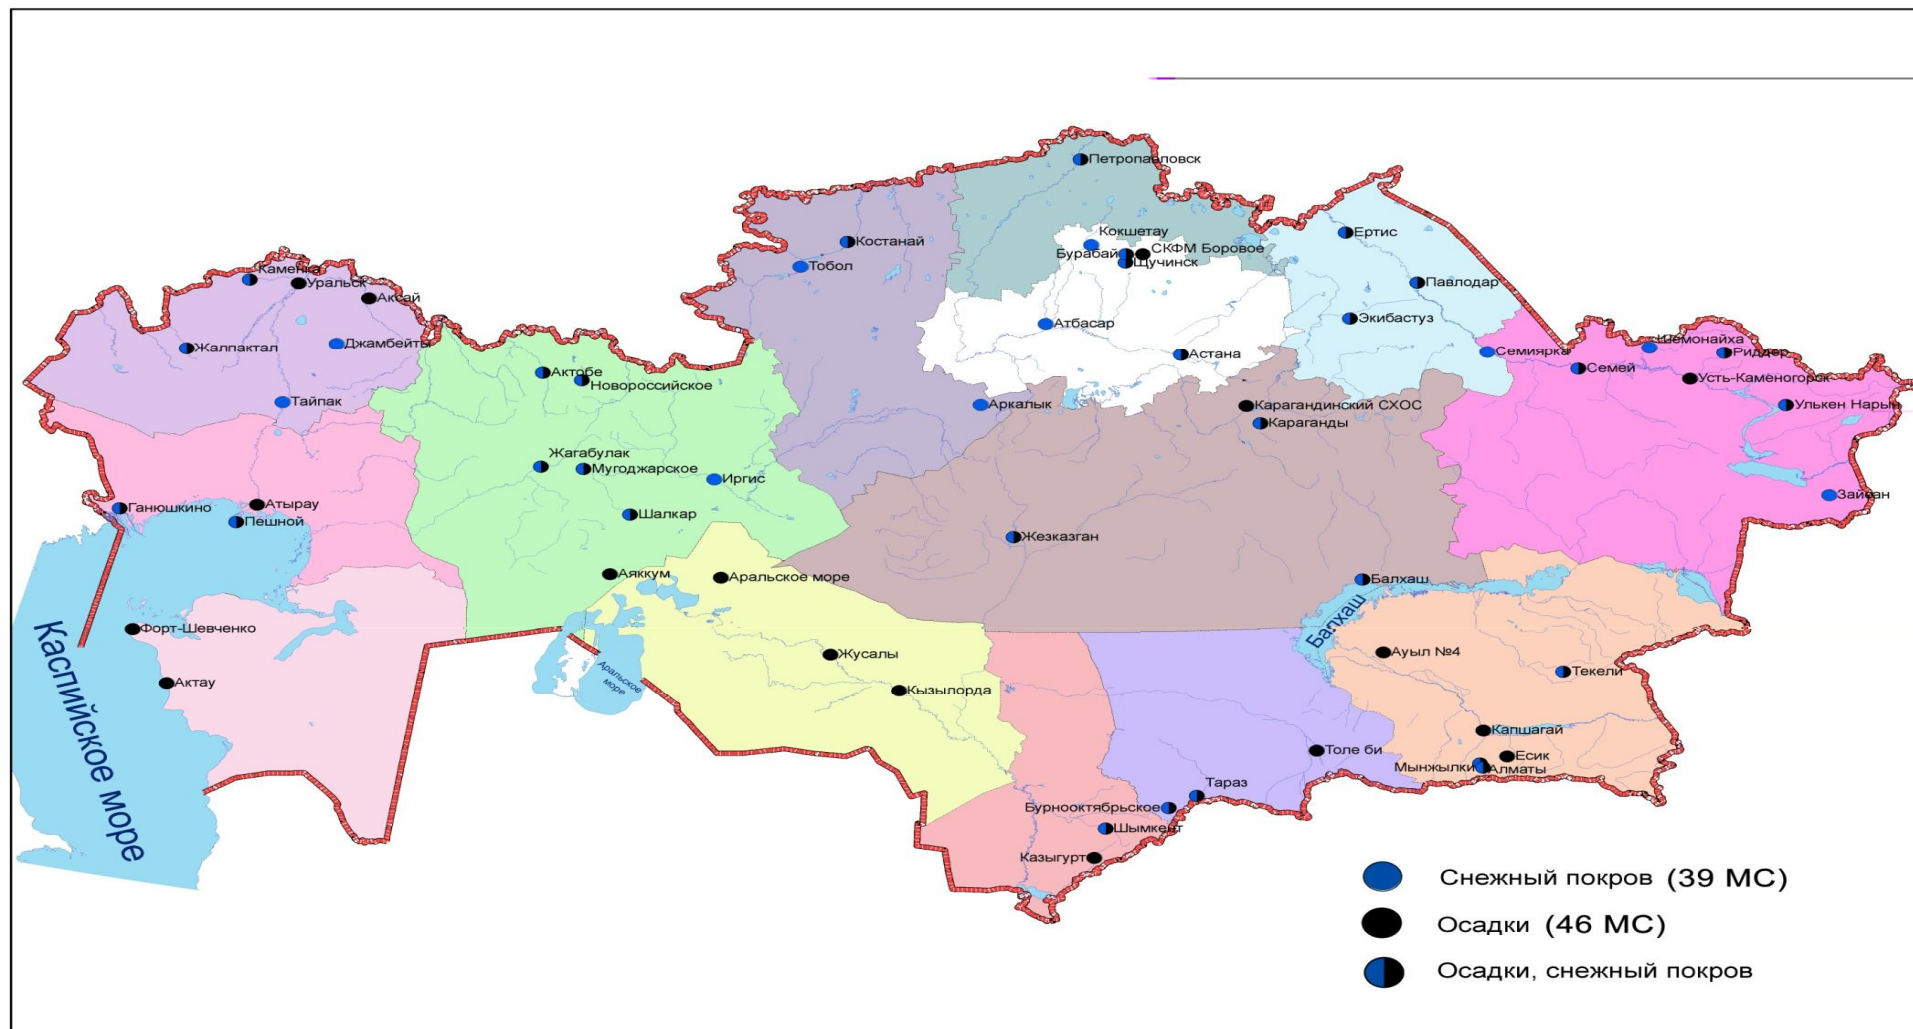 Петропавловск
Кокшетау
СКФМ Боровое
Бурабай
Щучинск
Костанай
Тобол
Ертис
Павлодар
Экибастуз
Каменка
Уральск
Аксай
Жалпактал
Джамбейты
Тайпак
Атбасар
Астана
Семиярка
Шемонайха
Риддер
Семей
Усть-Каменогорск
Улькен Нарын
Зайсан
Актобе
Новороссийское
Аркалык
Карагандинский СХОС
Караганды
Жагабулак
Мугоджарское
Иргис
Шалкар
Ганюшкино
Атырау
Пешной
Жезказган
Аяккум
Аральское море
Балхаш
Балхаш
Форт-Шевченко
Актау
Каспийское море
Аральское
море
Жусалы
Кызылорда
Ауыл №4
Текели
Капшагай
Есик
Мынжылки
Алматы
Толе би
Тараз
Бурнооктябрьское
Шымкент
Казыгурт
Снежный покров (39 МС)
Осадки (46 МС)
Осадки, снежный покров